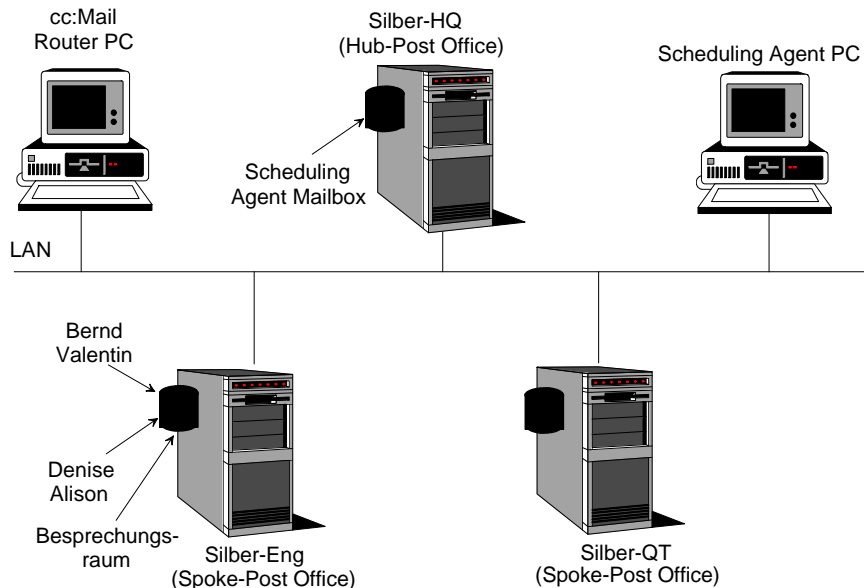 cc:Mail
Router PC
Silber-HQ
(Hub-Post Office)
Scheduling Agent PC
Scheduling
Agent Mailbox
LAN
Bernd
Valentin
Denise
Alison
Besprechungs-
raum
Silber-Eng
(Spoke-Post Office)
Silber-QT
(Spoke-Post Office)